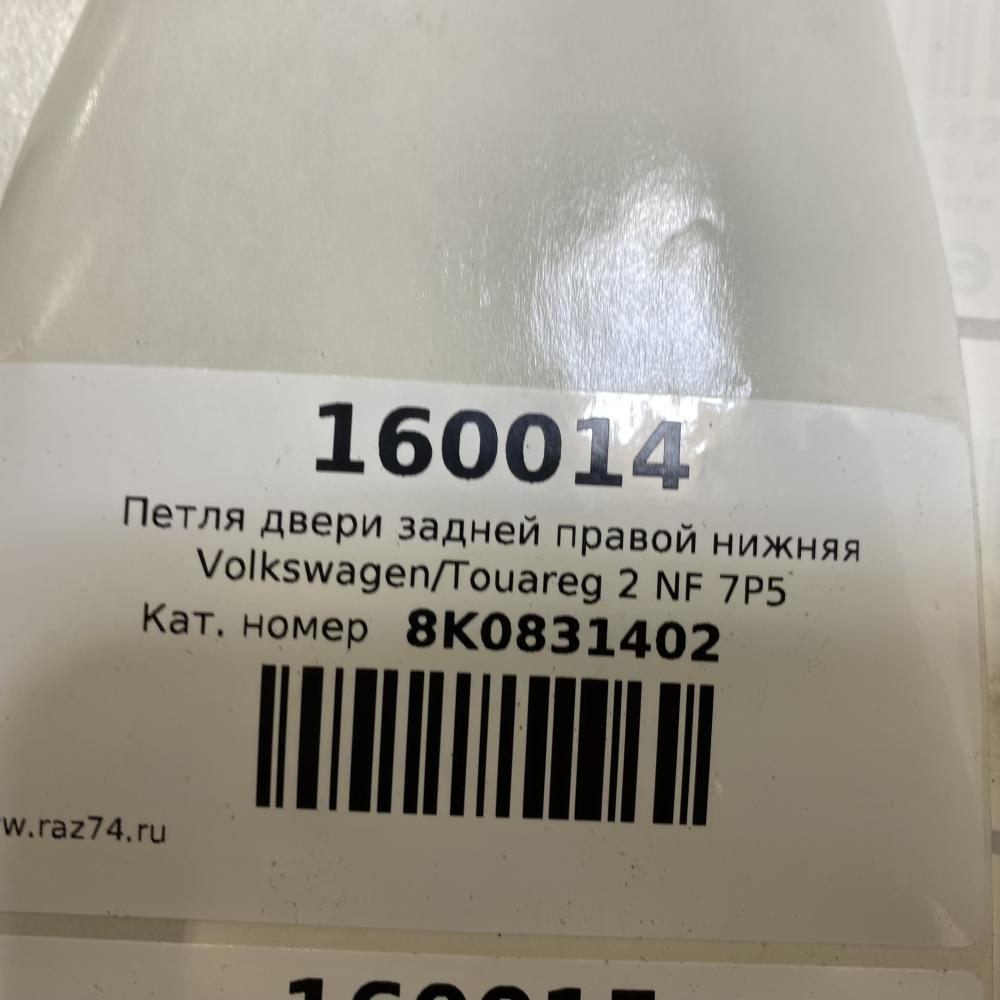 160014
Петля двери задней правой нижняя
Volkswagen/Touareg 2 NF 7P5
Кат. номер 8K0831402
w.raz74.ru